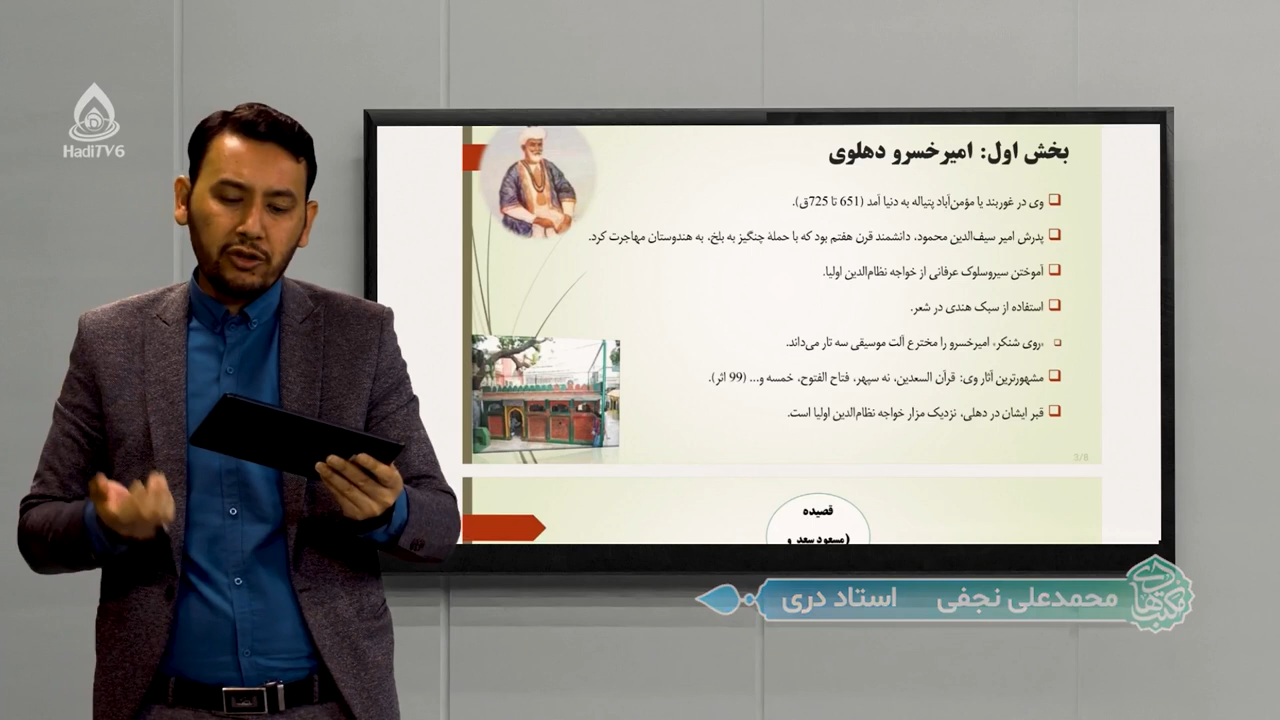 HadiTV6
بخش اول: امیرخسرو دهلوی
وی در غوربند یا مؤمن‌آباد پتیاله به دنیا آمد (651 تا 725ق).
پدرش امیر سیف‌الدین محمود، دانشمند قرن هفتم بود که با حملهٔ چنگیز به بلخ، به هندوستان مهاجرت کرد.
آموختن سیروسلوک عرفانی از خواجه نظام‌الدین اولیا.
استفاده از سبک هندی در شعر.
«روی شنکر» امیرخسرو را مخترع آلت موسیقی سه تار می‌داند.
مشهورترین آثار وی: قرآن السعدین، نه سپهر، فتاح الفتوح، خمسه و... (99 اثر).
قبر ایشان در دهلی، نزدیک مزار خواجه نظام‌الدین اولیا است.
3/8
قصیده
(مسعود سعد و
محمدعلی نجفی استاد دری